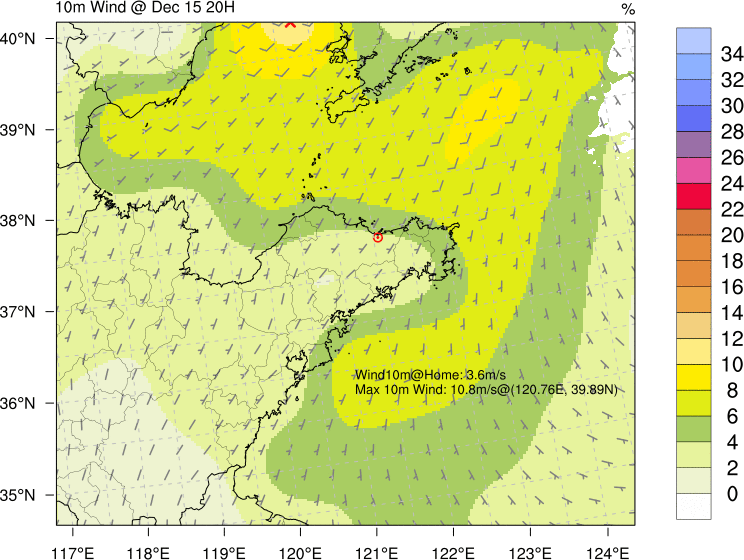 10m Wind @ Dec 15 20H
%
40°N
39°N
38°N
37°N
36°N
35°N
Wind10m@Home: 3.6m/s
Max 10m Wind: 10.8m/s@(120.76E, 39.89N)
117°E
118°E
119°E
120°E
121°E
122°E
123°E
124°E
34
32
30
28
26
24
22
20
18
16
14
12
10
8
6
4
2
0